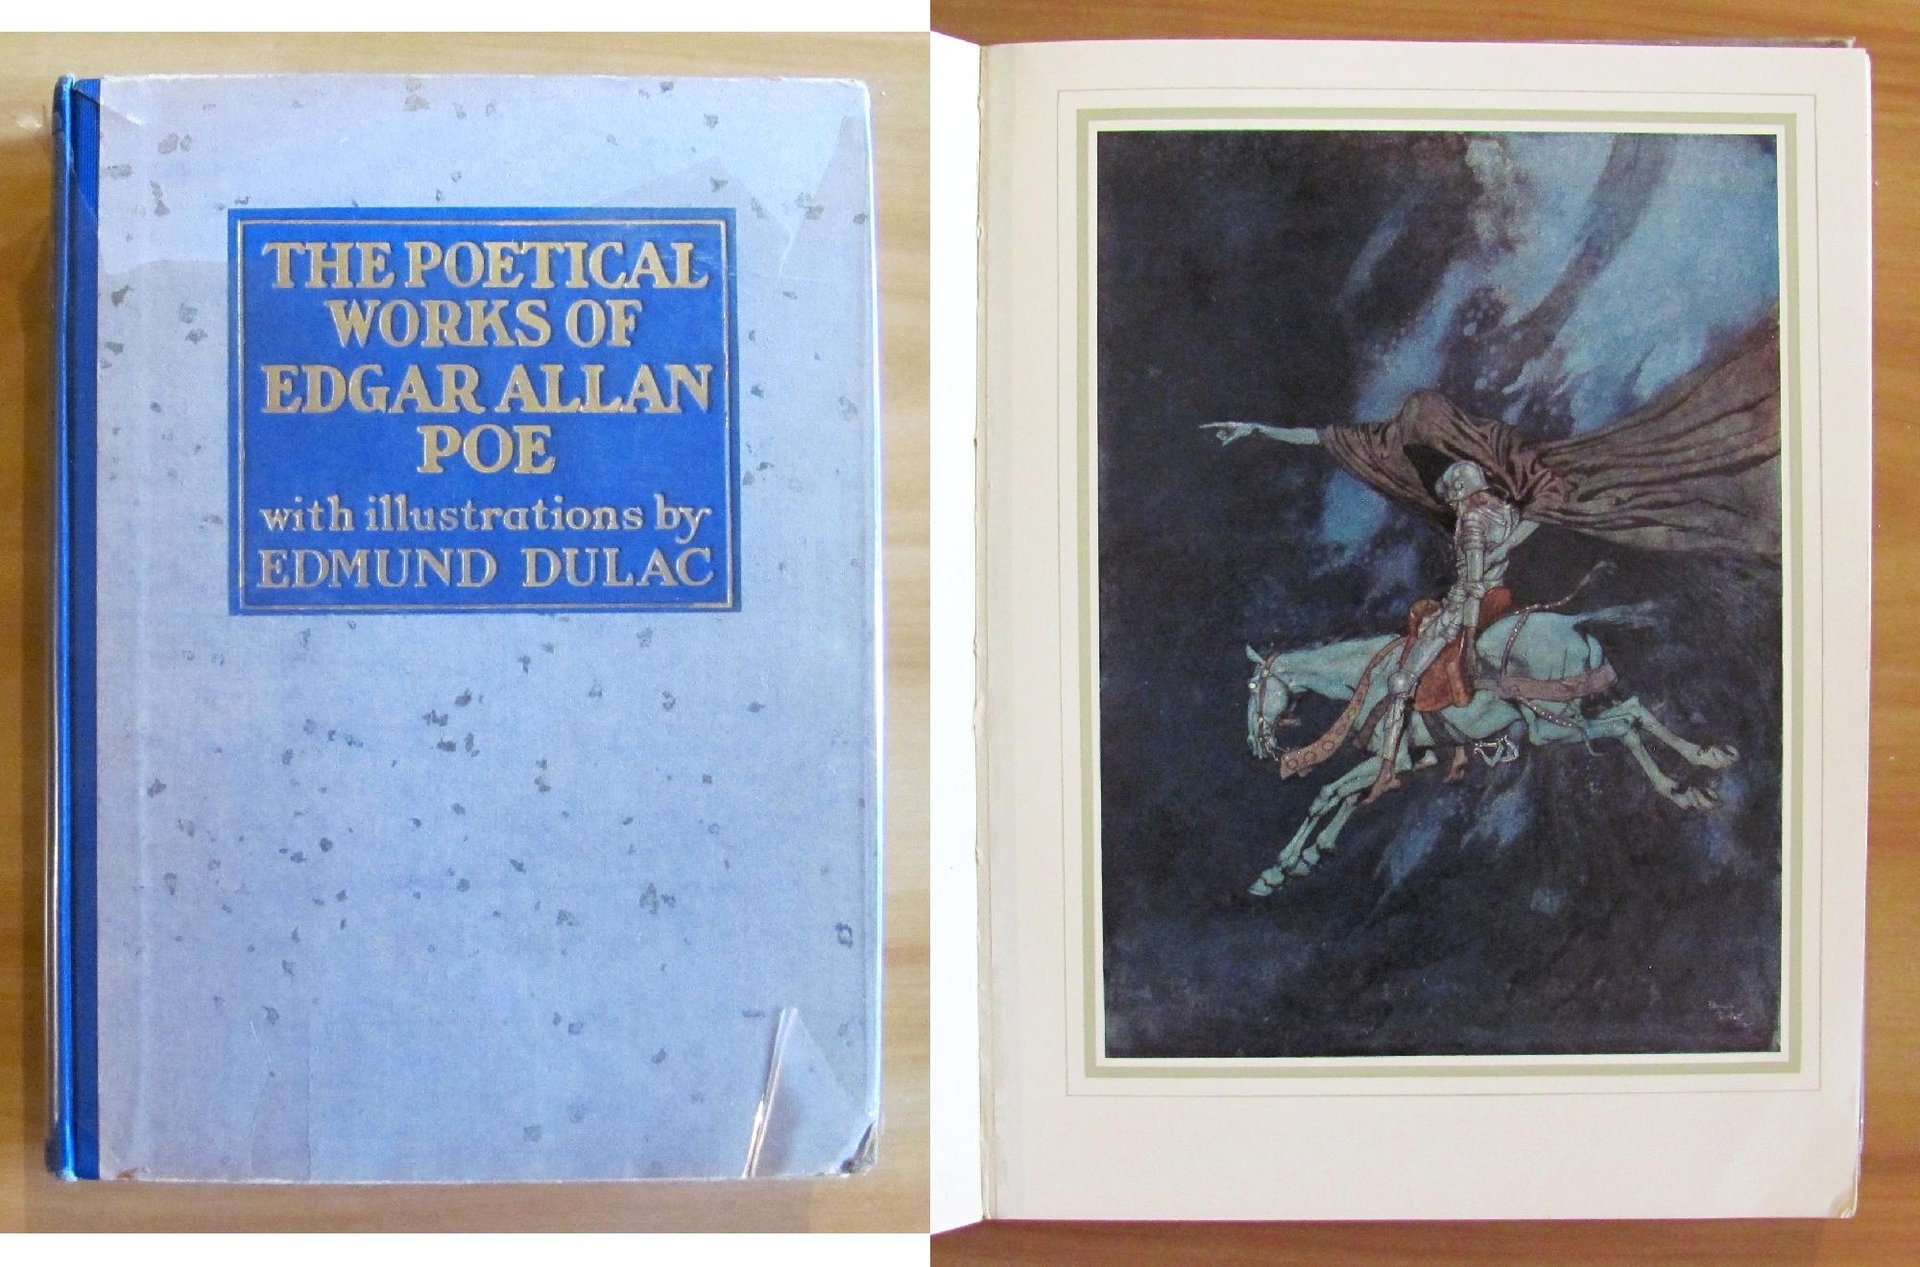 THE POETICAL
WORKS OF
EDGAR ALLAN
POE
with illustrations by
EDMUND DULAC